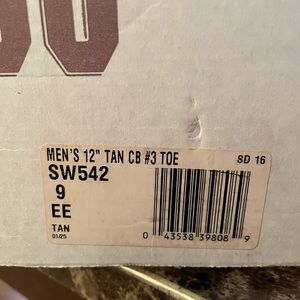 MEN'S 12" TAN CB #3 TOE SD 16
SW542
9
EE
TAN
0 43538 39808 9